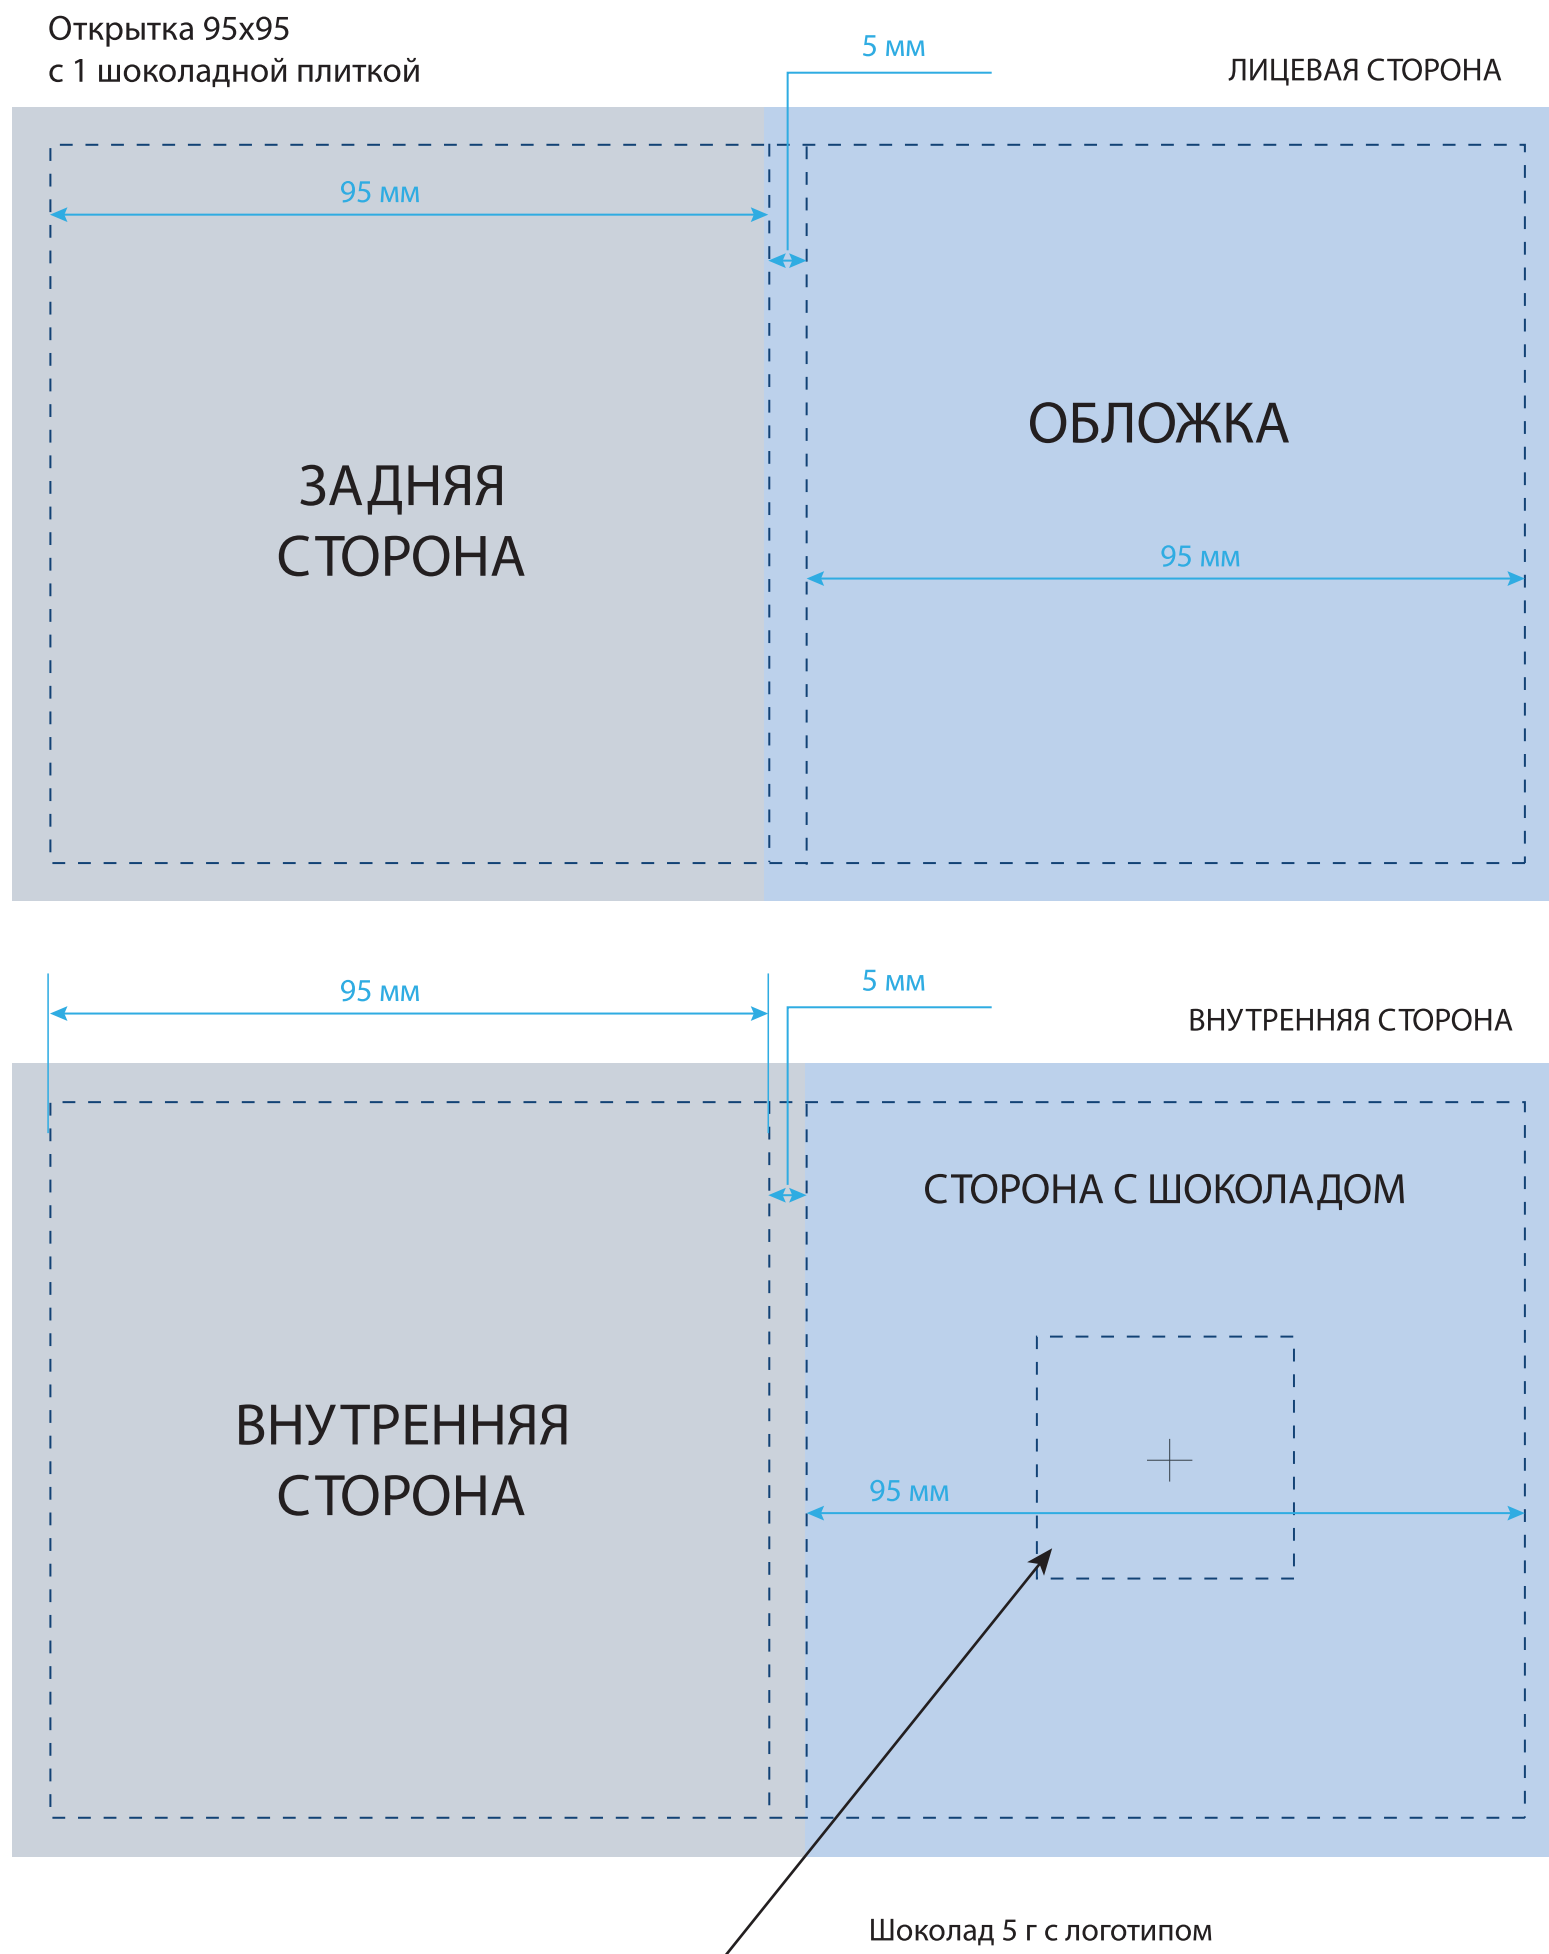 Открытка 95х95
с 1 шоколадной плиткой
5 мм
ЛИЦЕВАЯ СТОРОНА
95 мм
ОБЛОЖКА
ЗАДНЯЯ
СТОРОНА
95 мм
95 мм
5 мм
ВНУТРЕННЯЯ СТОРОНА
СТОРОНА С ШОКОЛАДОМ
ВНУТРЕННЯЯ
СТОРОНА
95 мм
Шоколад 5 г с логотипом